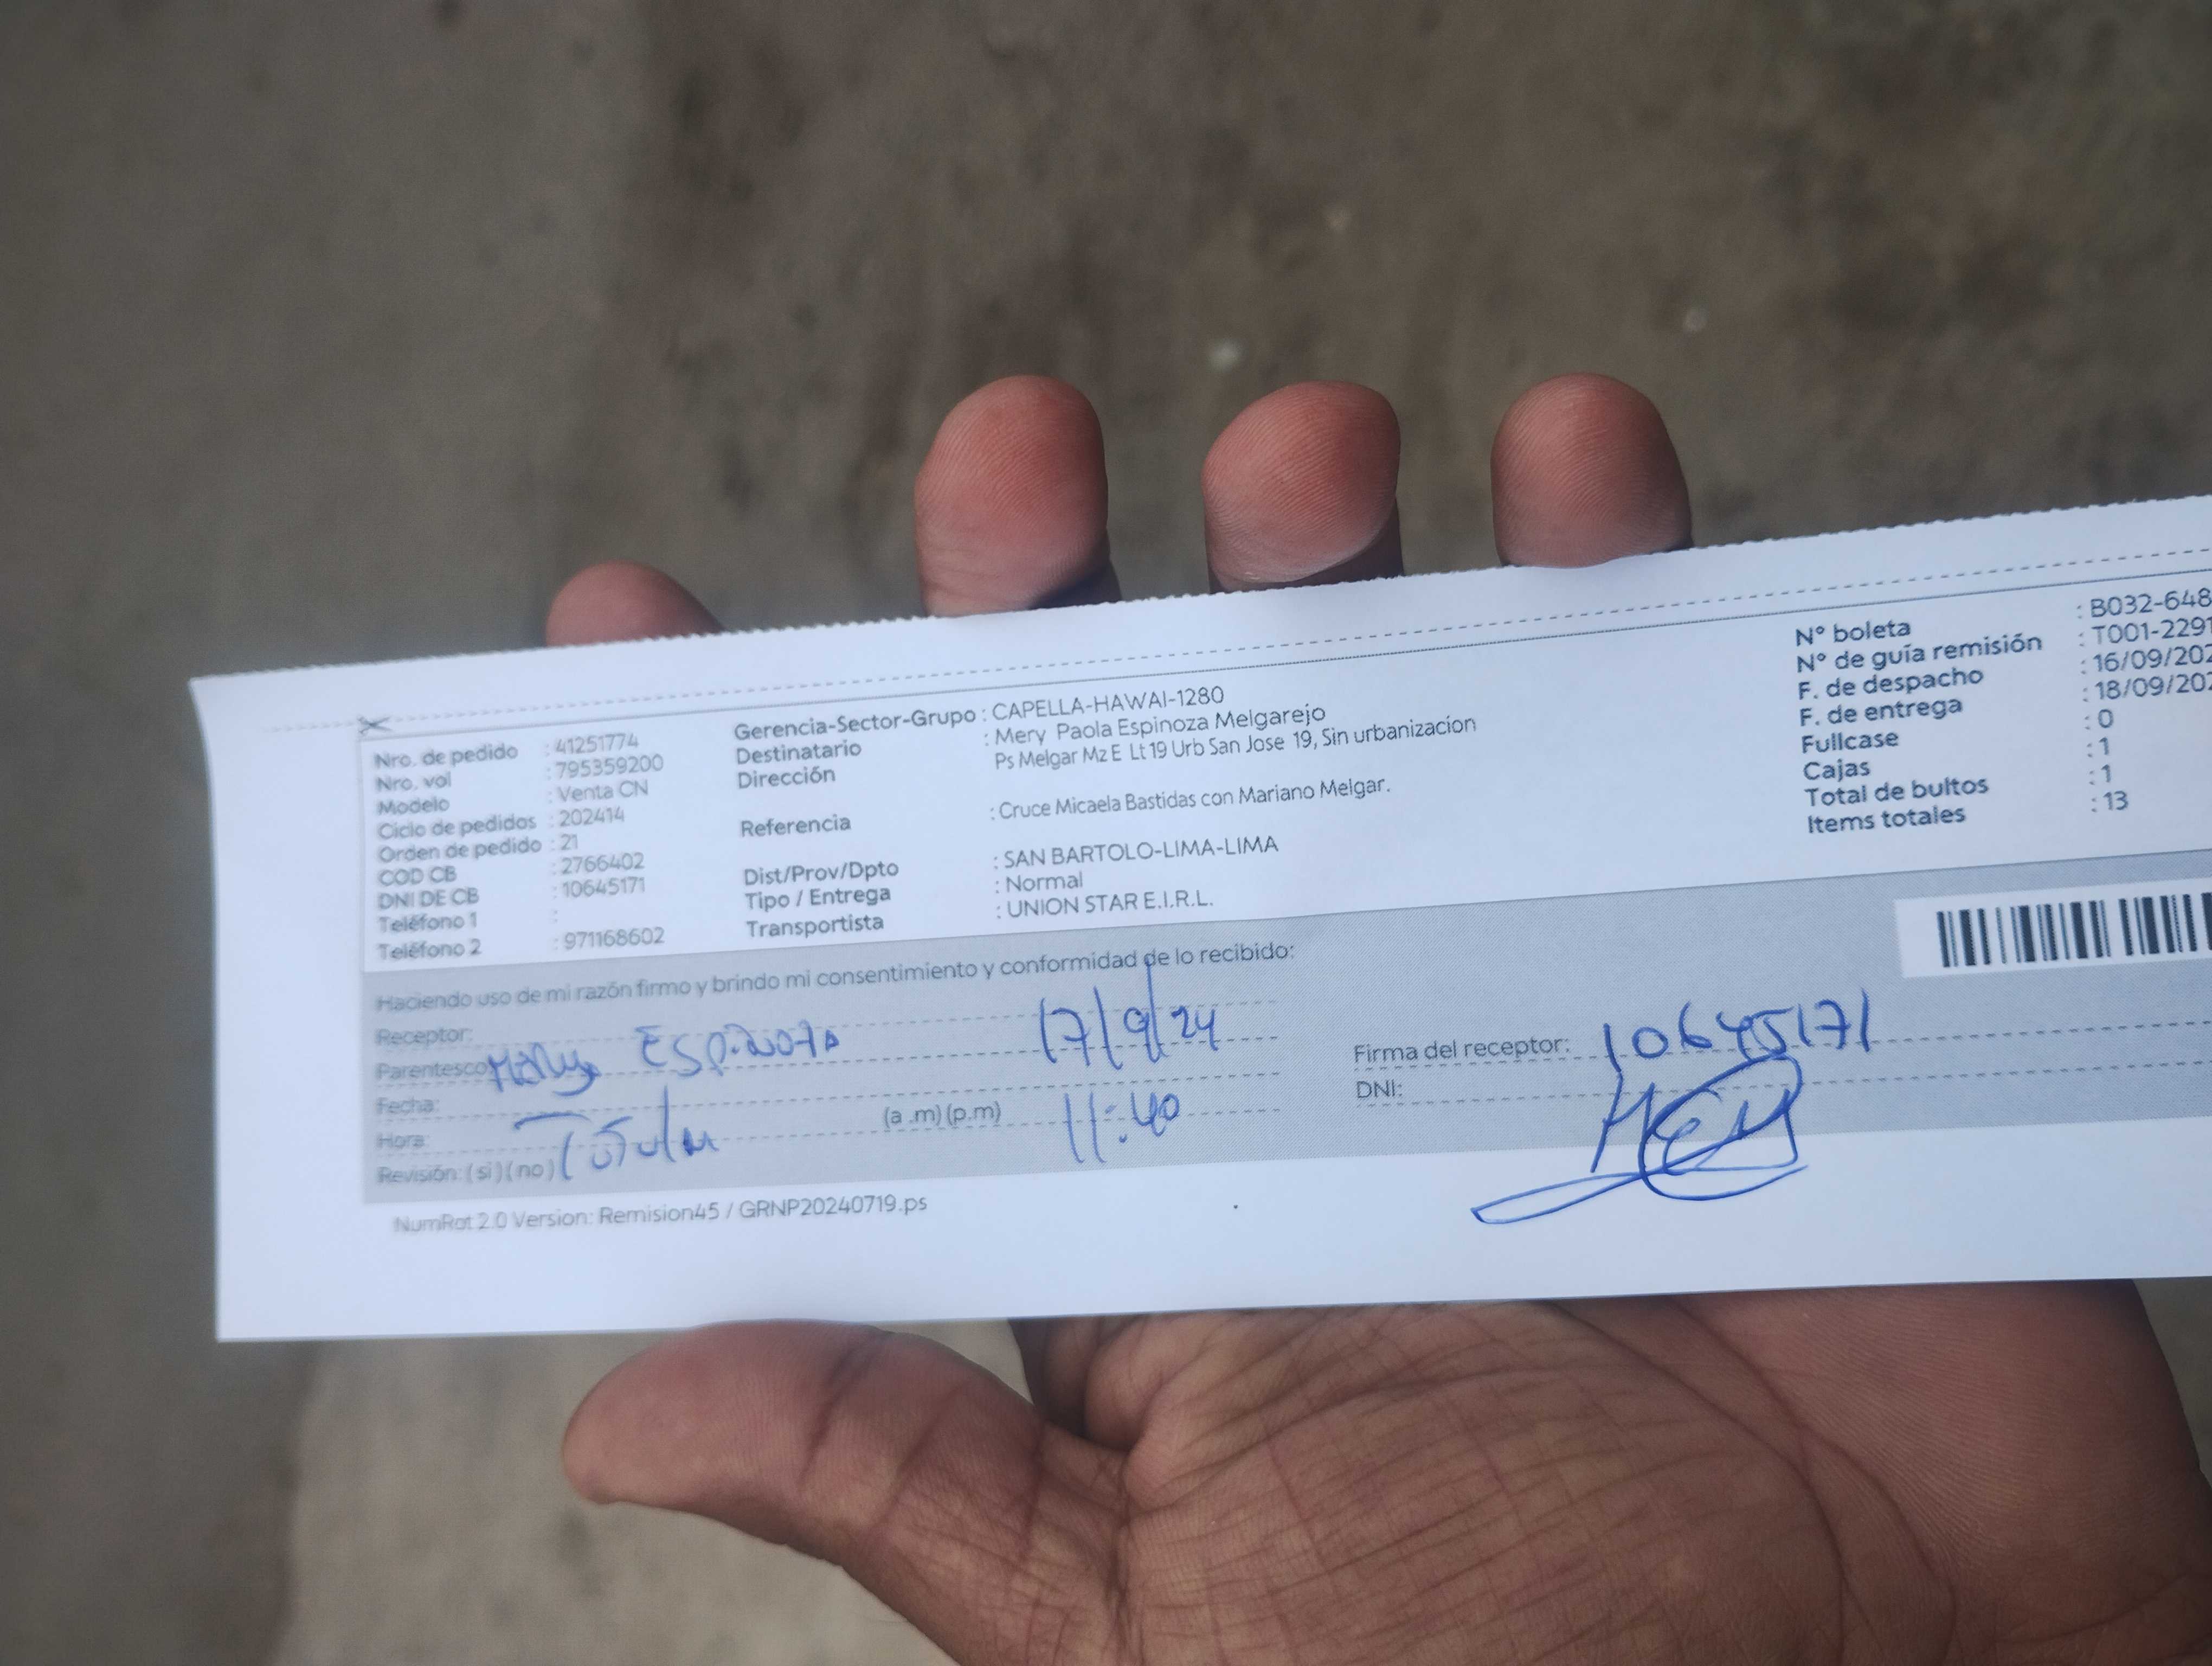 Nro. de pedido : 41251774
Nro. vol : 795359200
Modelo : Venta CN
Ciclo de pedidos : 202414
Orden de pedido : 21
COD CB : 2766402
DNI DE CB : 10645171
Teléfono 1 :
Teléfono 2 : 971168602
Gerencia-Sector-Grupo : CAPELLA-HAWAI-1280
Destinatario : Mery Paola Espinoza Melgarejo
Dirección Ps Melgar Mz E Lt 19 Urb San Jose 19, Sin urbanizacion
Referencia : Cruce Micaela Bastidas con Mariano Melgar.
Dist/Prov/Dpto : SAN BARTOLO-LIMA-LIMA
Tipo / Entrega : Normal
Transportista : UNION STAR E.I.R.L.
N° boleta : B032-648
N° de guía remisión : T001-2291
F. de despacho : 16/09/202
F. de entrega : 18/09/202
Fullcase : 0
Cajas : 1
Total de bultos : 1
Items totales : 13
Haciendo uso de mi razón firmo y brindo mi consentimiento y conformidad de lo recibido:
Receptor:
Parentesco:
Fecha:
Hora: (a .m) (p.m)
Revisión: (si) (no)
17/9/24
11:40
Firma del receptor: 10645171
DNI:
NumRot 2.0 Version: Remision45 / GRNP20240719.ps